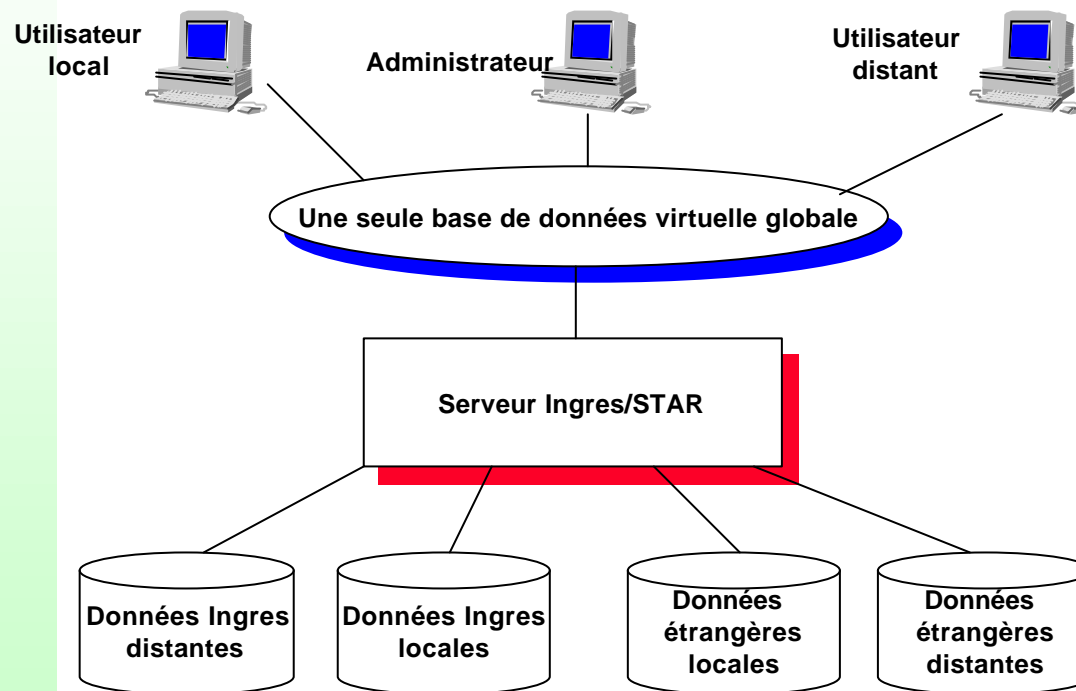 Utilisateur
local
Administrateur
Utilisateur
distant
Une seule base de données virtuelle globale
Serveur Ingres/STAR
Données Ingres
distantes
Données Ingres
locales
Données
étrangères
locales
Données
étrangères
distantes